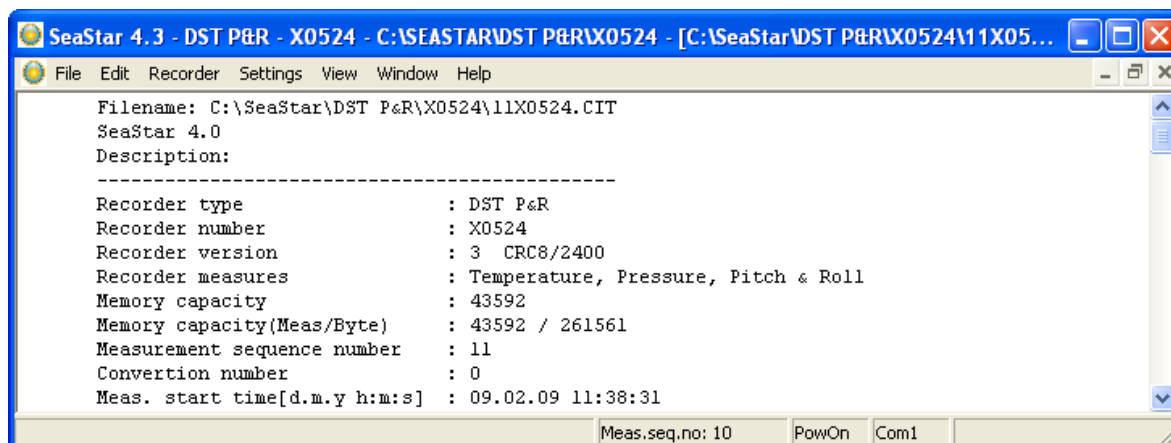 SeaStar 4.3 - DST P&R - X0524 - C:\SEASTAR\DST P&R\X0524 - [C:\SeaStar\DST P&R\X0524\11X05...
File Edit Recorder Settings View Window Help
Filename: C:\SeaStar\DST P&R\X0524\11X0524.CIT
SeaStar 4.0
Description:
----------------------------------------------
Recorder type : DST P&R
Recorder number : X0524
Recorder version : 3 CRC8/2400
Recorder measures : Temperature, Pressure, Pitch & Roll
Memory capacity : 43592
Memory capacity(Meas/Byte) : 43592 / 261561
Measurement sequence number : 11
Convertion number : 0
Meas. start time[d.m.y h:m:s] : 09.02.09 11:38:31
Meas.seq.no: 10 PowOn Com1